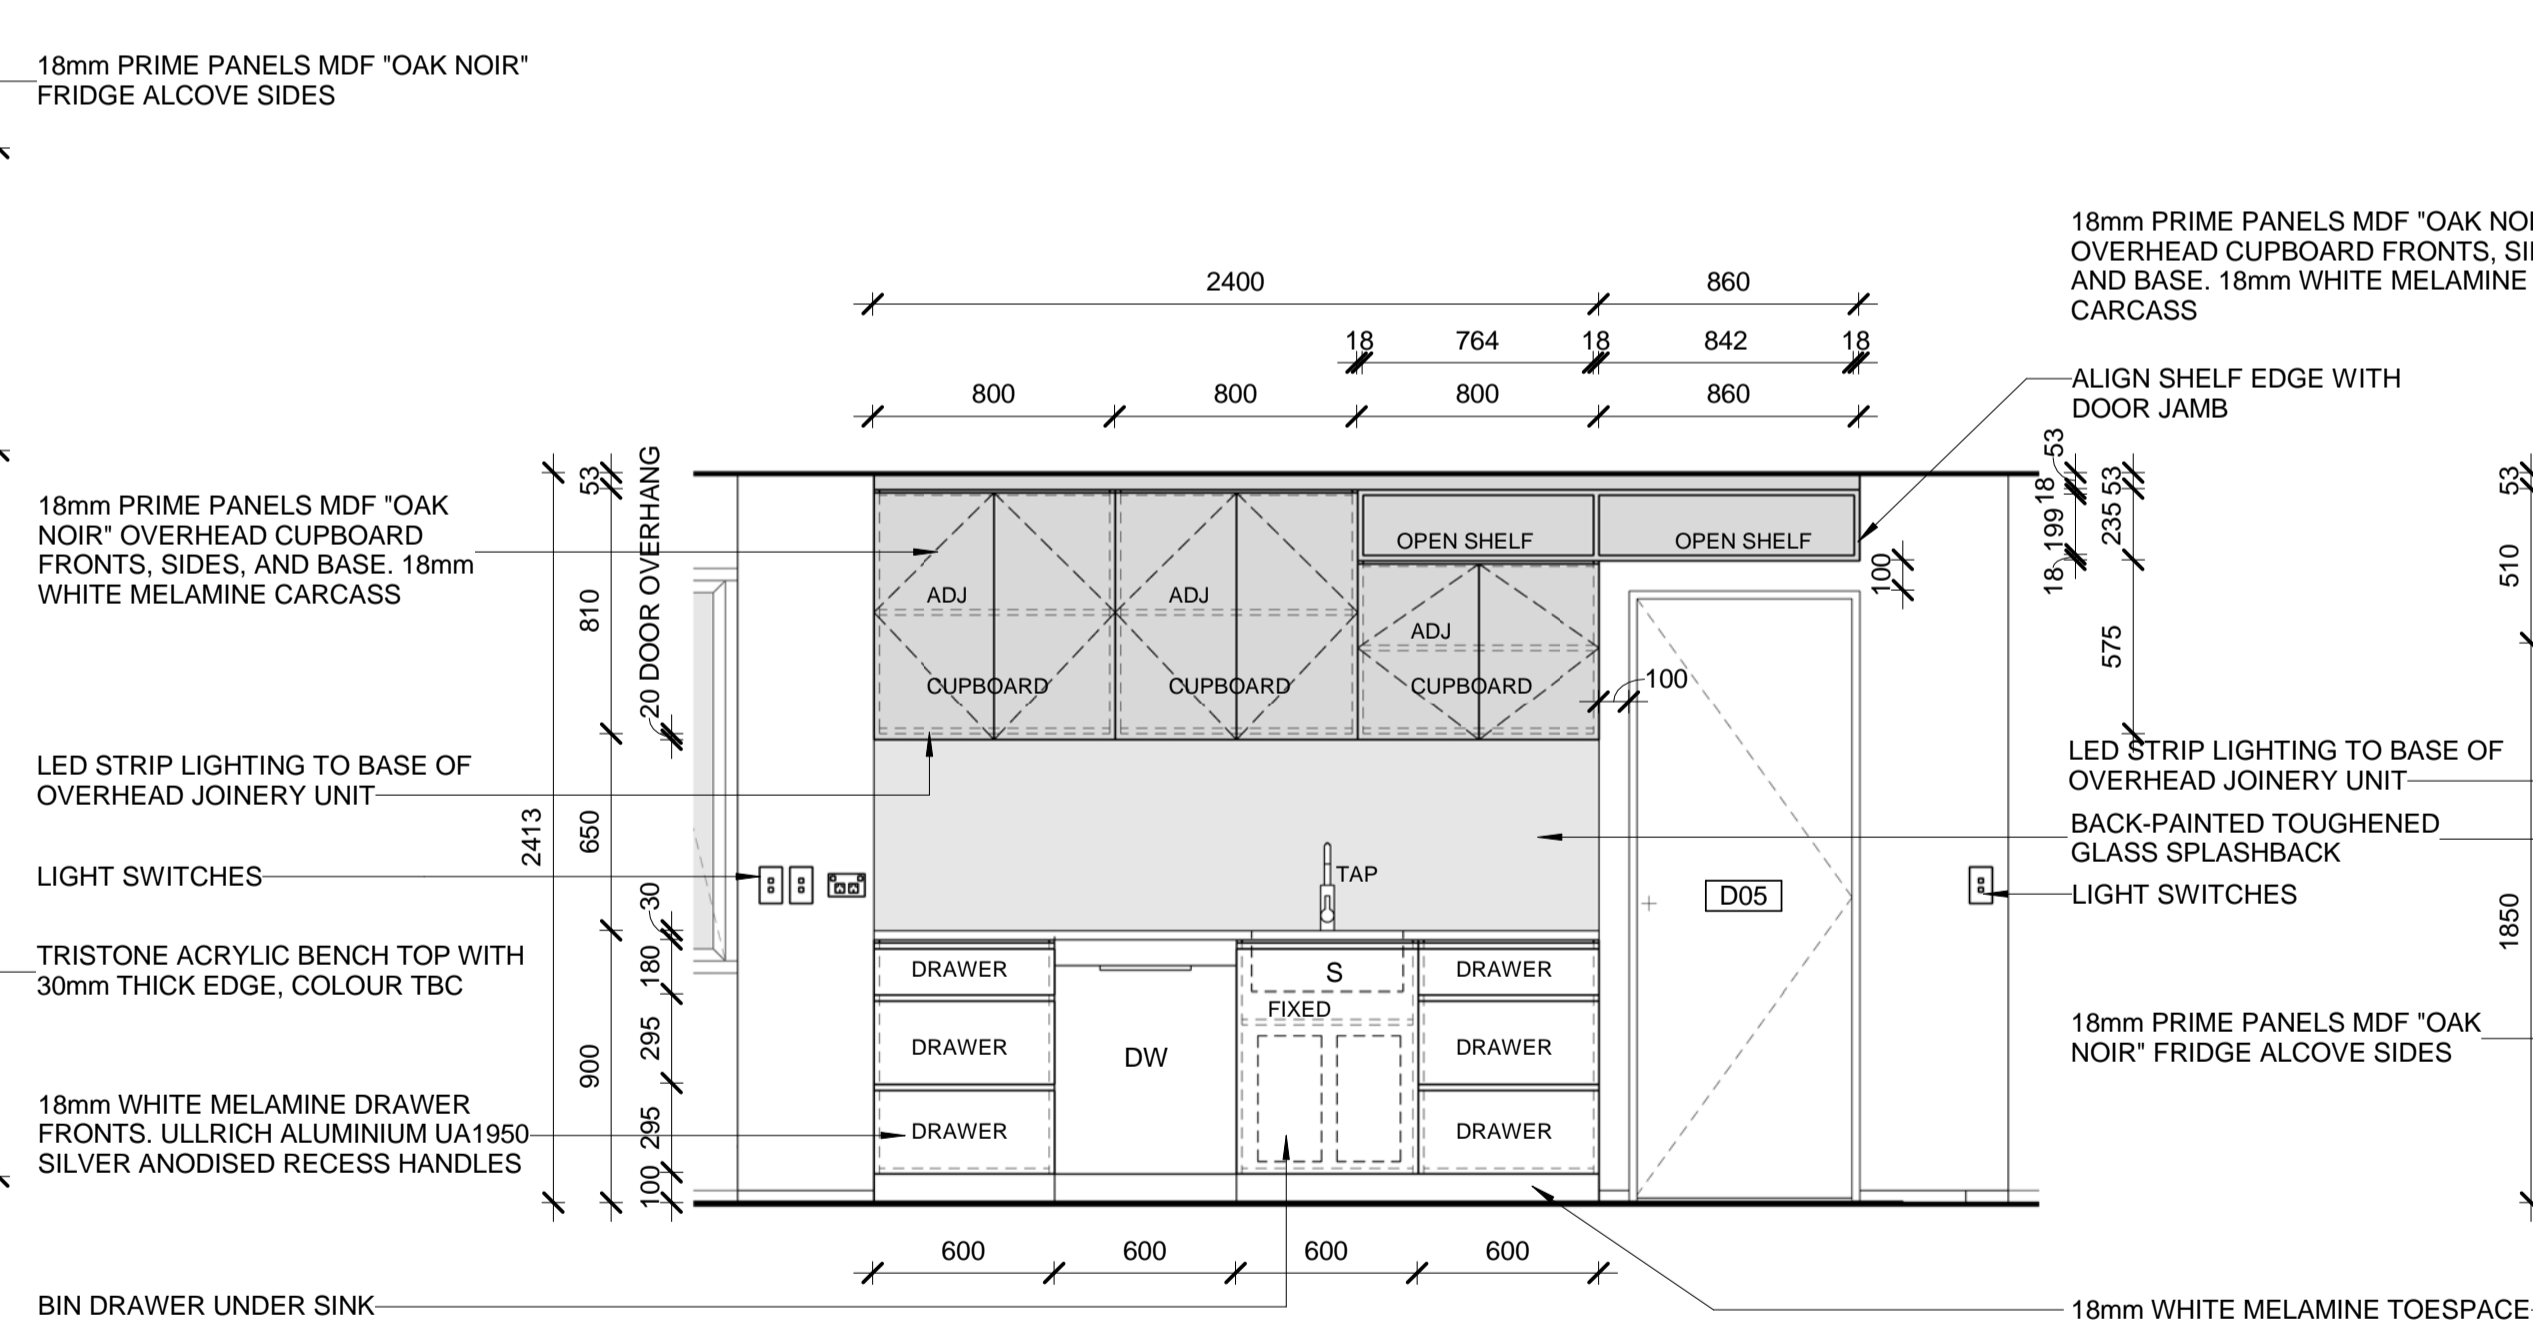 18mm PRIME PANELS MDF "OAK NOIR"
FRIDGE ALCOVE SIDES
18mm PRIME PANELS MDF "OAK
NOIR" OVERHEAD CUPBOARD
FRONTS, SIDES, AND BASE. 18mm
WHITE MELAMINE CARCASS
LED STRIP LIGHTING TO BASE OF
OVERHEAD JOINERY UNIT
LIGHT SWITCHES
TRISTONE ACRYLIC BENCH TOP WITH
30mm THICK EDGE, COLOUR TBC
18mm WHITE MELAMINE DRAWER
FRONTS. ULLRICH ALUMINIUM UA1950
SILVER ANODISED RECESS HANDLES
BIN DRAWER UNDER SINK
2413
53
810
650
900
20 DOOR OVERHANG
30
180
295
295
100
2400 860
18 764 18 842 18
800 800 800 860
OPEN SHELF OPEN SHELF
ADJ ADJ ADJ
CUPBOARD CUPBOARD CUPBOARD
100
100
TAP
D05
DRAWER S DRAWER
FIXED
DRAWER DW DRAWER
DRAWER DRAWER
600 600 600 600
18mm PRIME PANELS MDF "OAK
OVERHEAD CUPBOARD FRONTS,
AND BASE. 18mm WHITE MELAMINE
CARCASS
ALIGN SHELF EDGE WITH
DOOR JAMB
53
18
199
18
53
235
575
53
510
1850
LED STRIP LIGHTING TO BASE OF
OVERHEAD JOINERY UNIT
BACK-PAINTED TOUGHENED
GLASS SPLASHBACK
LIGHT SWITCHES
18mm PRIME PANELS MDF "OAK
NOIR" FRIDGE ALCOVE SIDES
18mm WHITE MELAMINE TOESPACE